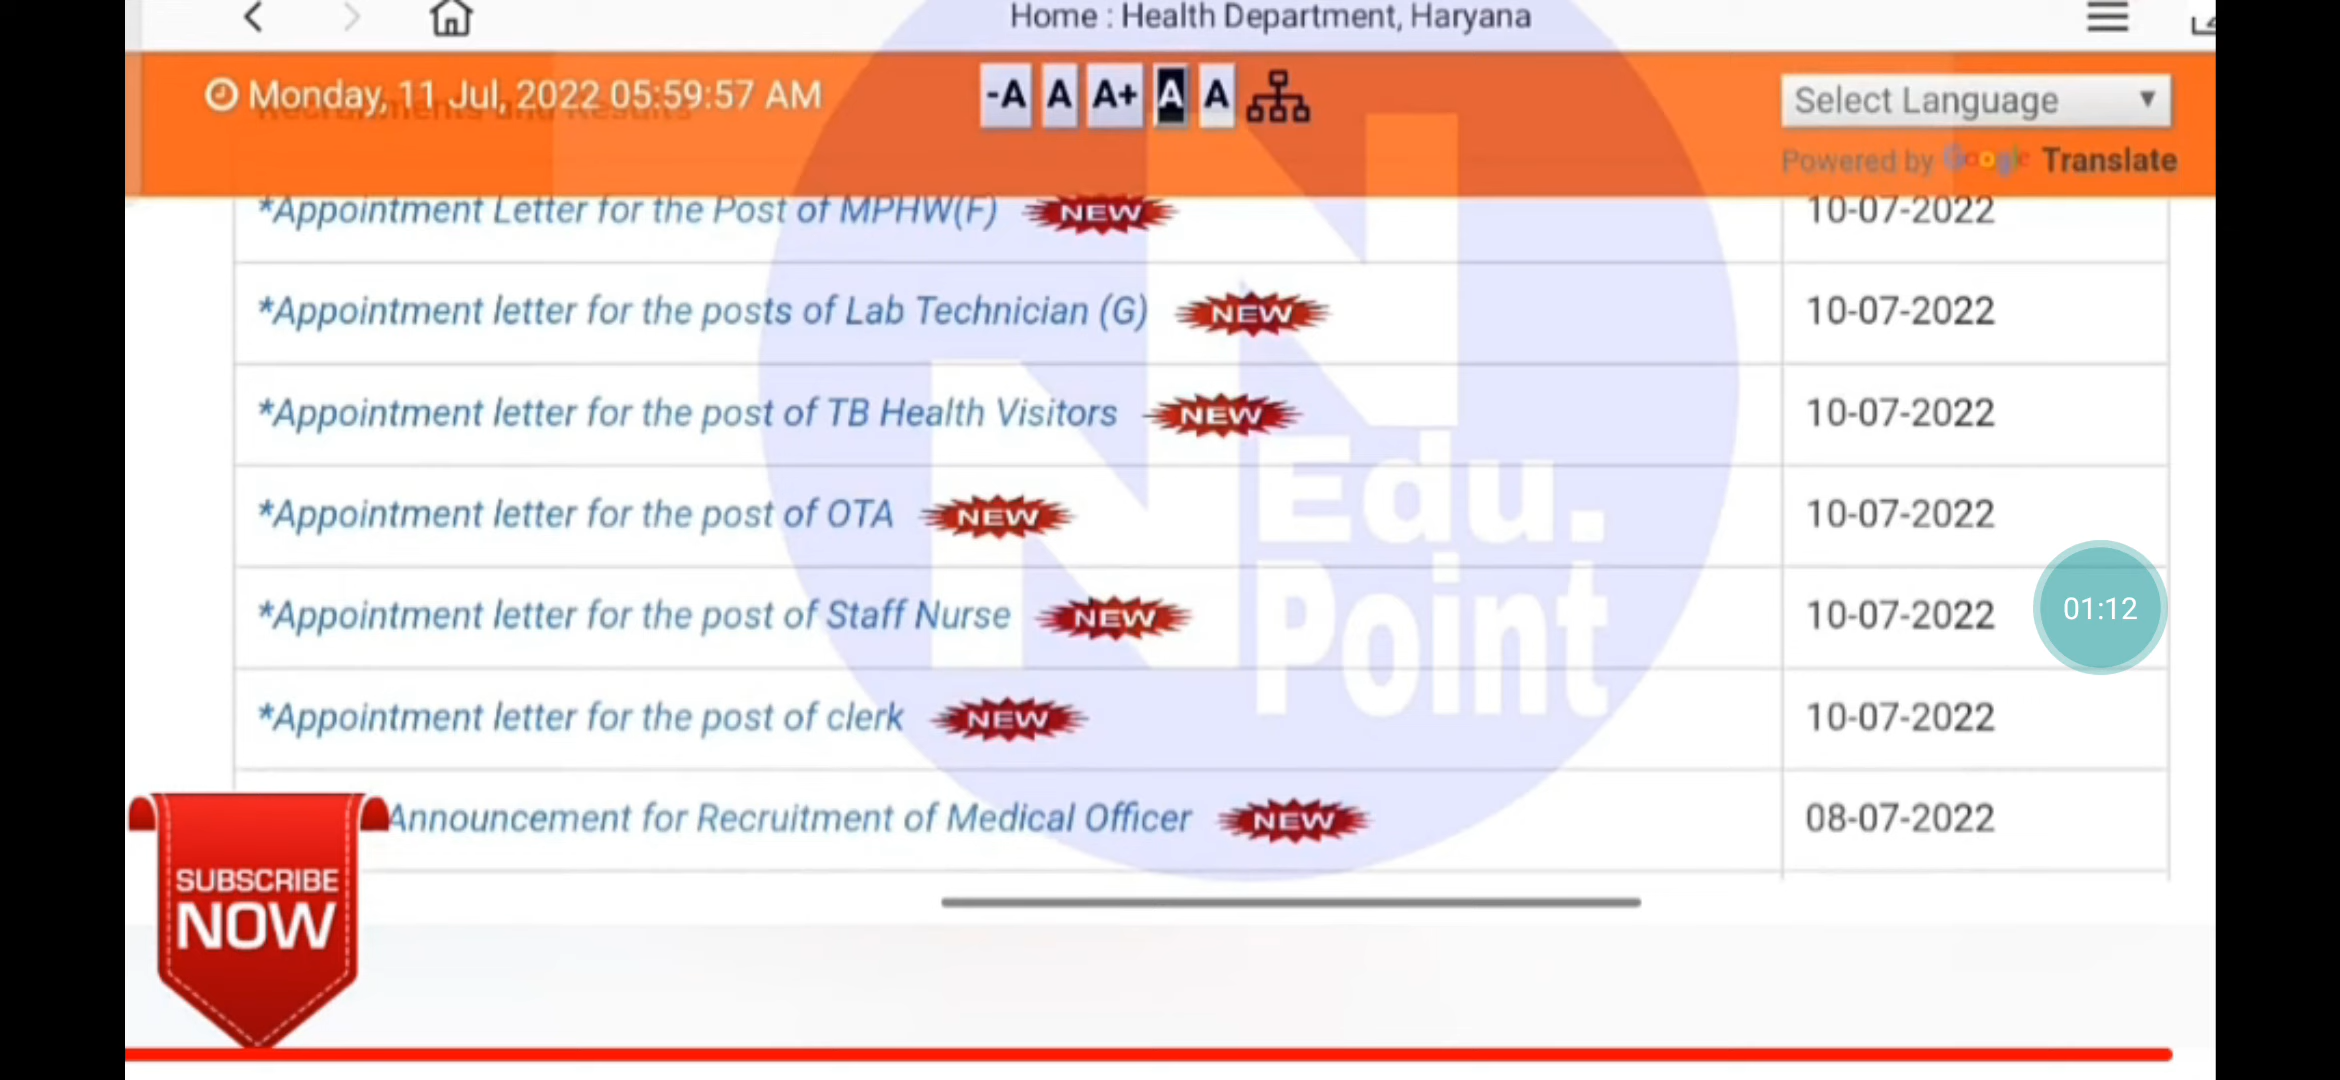 Home : Health Department, Haryana
Monday, 11 Jul, 2022 05:59:57 AM
-A A A+ A A
Select Language
Recruitments and Results
Powered by Google Translate
*Appointment Letter for the Post of MPHW(F) NEW 10-07-2022
*Appointment letter for the posts of Lab Technician (G) NEW 10-07-2022
*Appointment letter for the post of TB Health Visitors NEW 10-07-2022
*Appointment letter for the post of OTA NEW 10-07-2022
*Appointment letter for the post of Staff Nurse NEW 10-07-2022
*Appointment letter for the post of clerk NEW 10-07-2022
Announcement for Recruitment of Medical Officer NEW 08-07-2022
01:12
N N
Edu.
Point
SUBSCRIBE
NOW